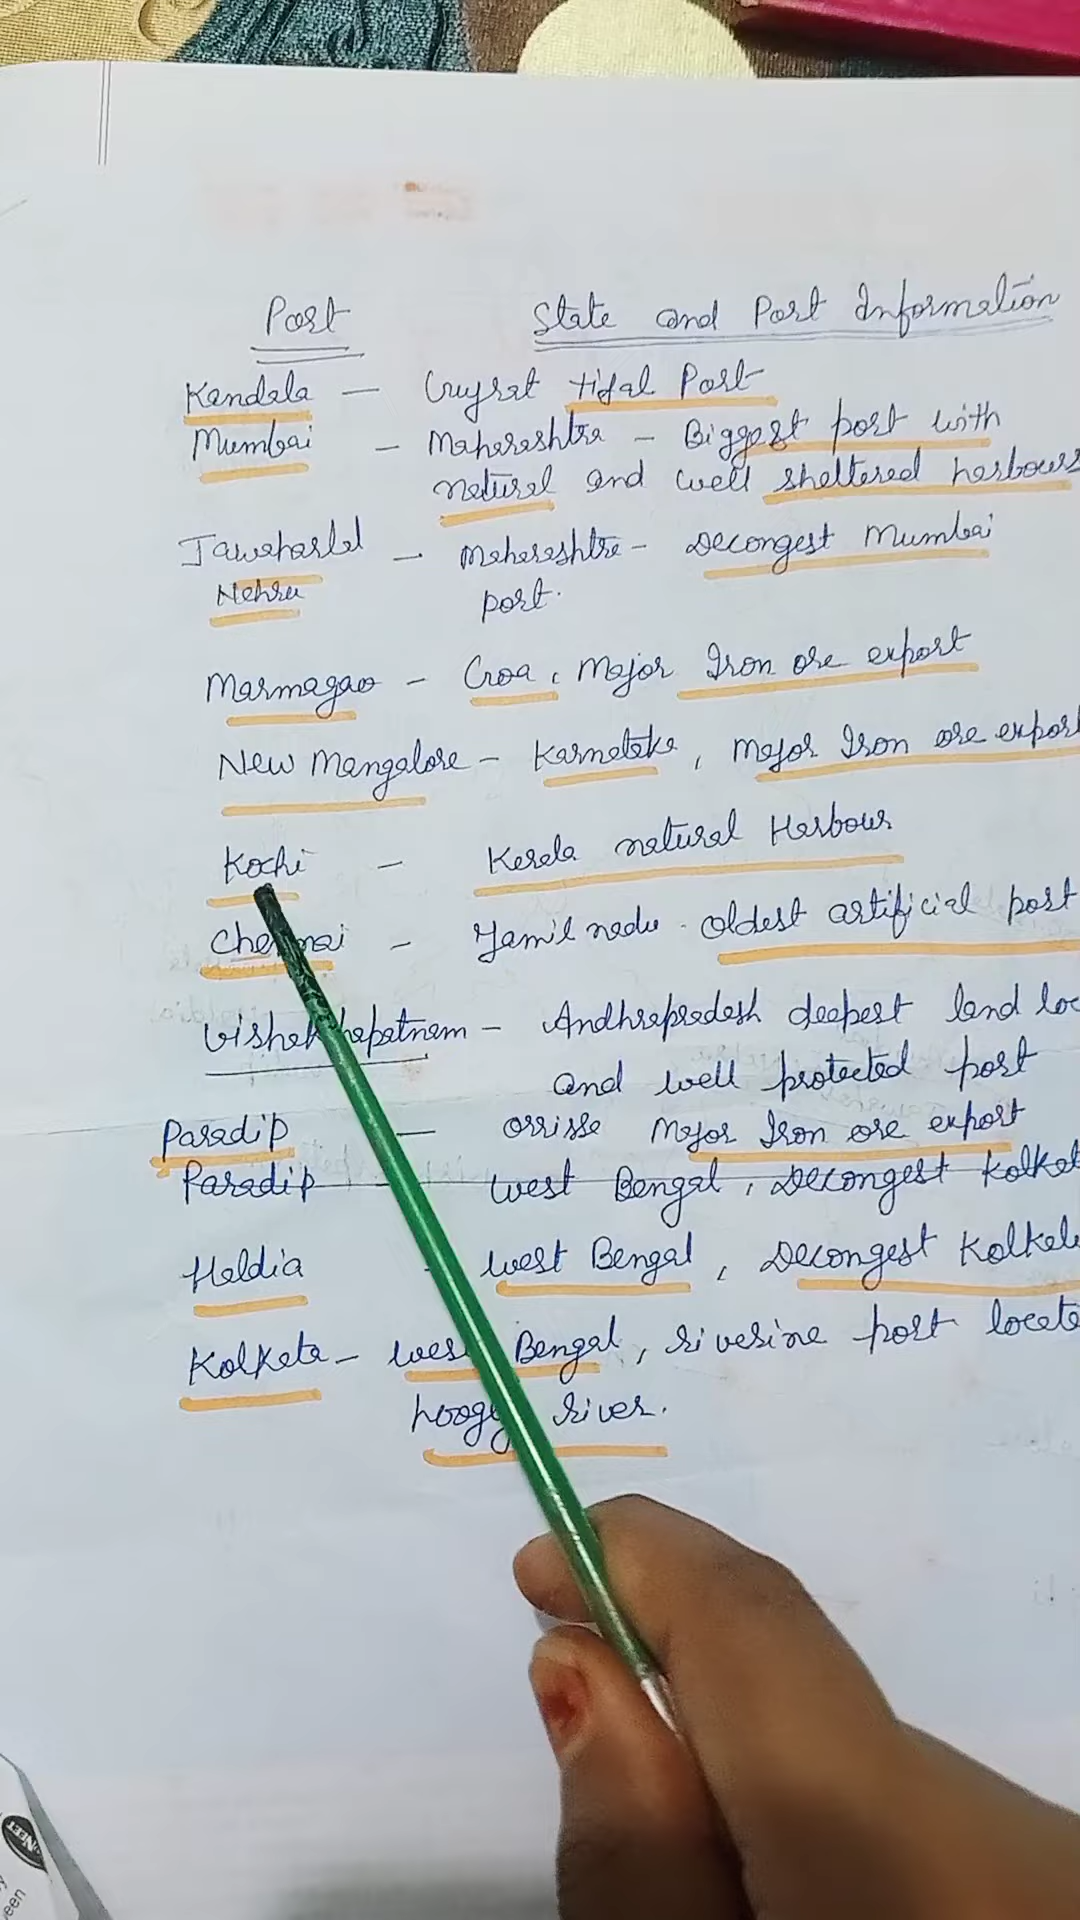 Port State and Port Information
Kandala — Gujrat tidal Port
Mumbai – Maharashtra – Biggest port with
natural and well sheltered harbours
Jawaharlal – Maharashtra – Decongest Mumbai
Nehru port.
Marmagao – Goa, Major Iron ore export
New Mangalore – Karnataka, Major Iron ore export
Kochi – Kerala natural Harbour
Chennai – Tamil nadu - oldest artificial port
Vishakhapatnam – Andhrapradesh deepest land
and well protected port
Paradip — orrissa Major Iron ore export
Paradip – west Bengal, Decongest
Haldia - west Bengal, Decongest
Kolkata – west Bengal, riverine port
river.